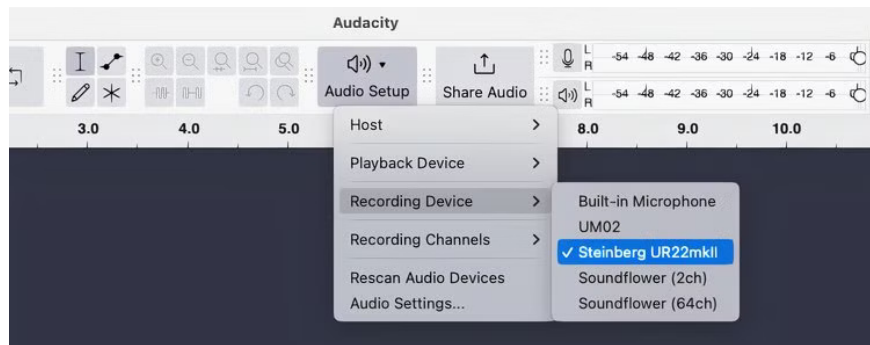 Audacity
Audio Setup
Share Audio
L
R
-54 -48 -42 -36 -30 -24 -18 -12 -6
L
R
-54 -48 -42 -36 -30 -24 -18 -12 -6
3.0 4.0 5.0 8.0 9.0 10.0
Host
Playback Device
Recording Device
Recording Channels
Rescan Audio Devices
Audio Settings...
Built-in Microphone
UM02
✓ Steinberg UR22mkII
Soundflower (2ch)
Soundflower (64ch)